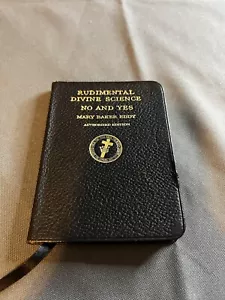 RUDIMENTAL
DIVINE SCIENCE
NO AND YES
MARY BAKER EDDY
AUTHORIZED EDITION